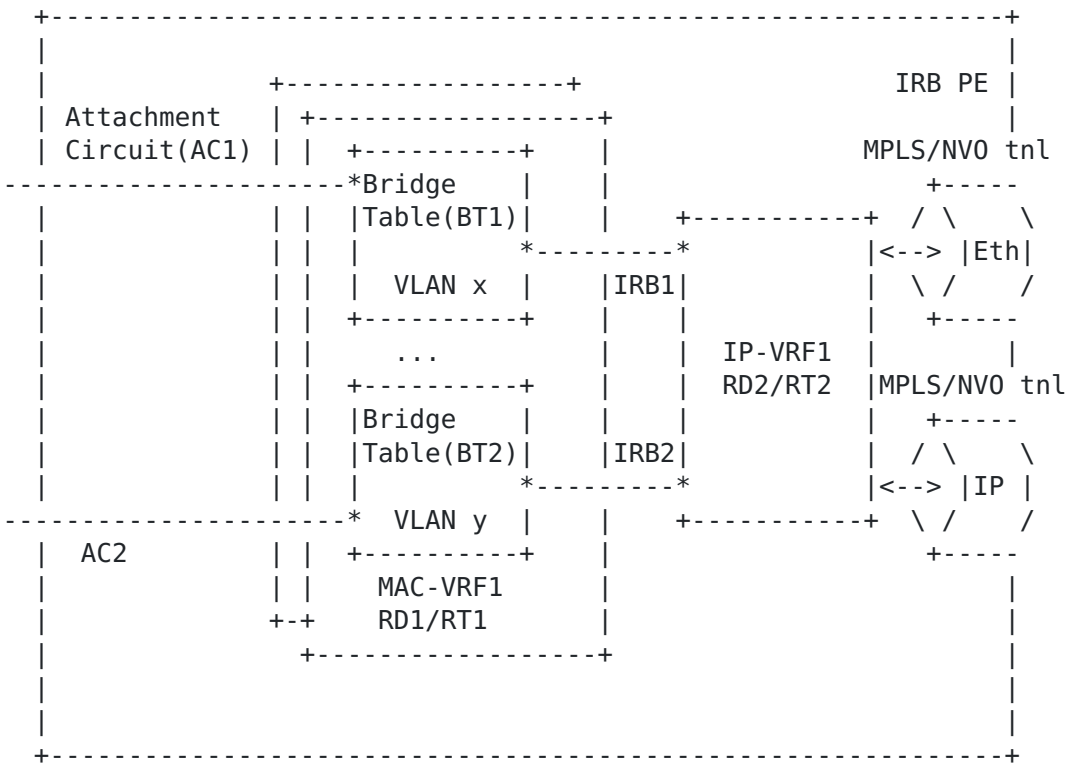 IRB PE
Attachment
Circuit(AC1)
MPLS/NVO tnl
Bridge
Table(BT1)
Eth
VLAN x
IRB1
...
IP-VRF1
RD2/RT2
MPLS/NVO tnl
Bridge
Table(BT2)
IRB2
IP
VLAN y
AC2
MAC-VRF1
RD1/RT1